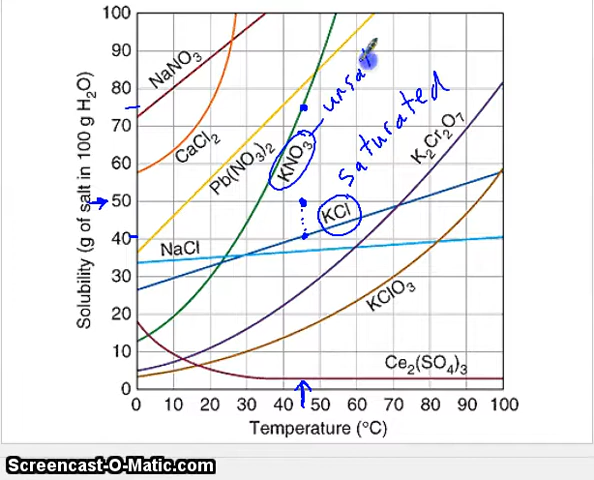 100
90
80
70
60
50
40
30
20
10
0
Solubility (g of salt in 100 g H₂O)
NaNO₃
CaCl₂
Pb(NO₃)₂
KNO₃
unsat
saturated
KCl
K₂Cr₂O₇
NaCl
KClO₃
Ce₂(SO₄)₃
0 10 20 30 40 50 60 70 80 90 100
Temperature (°C)
Screencast-O-Matic.com